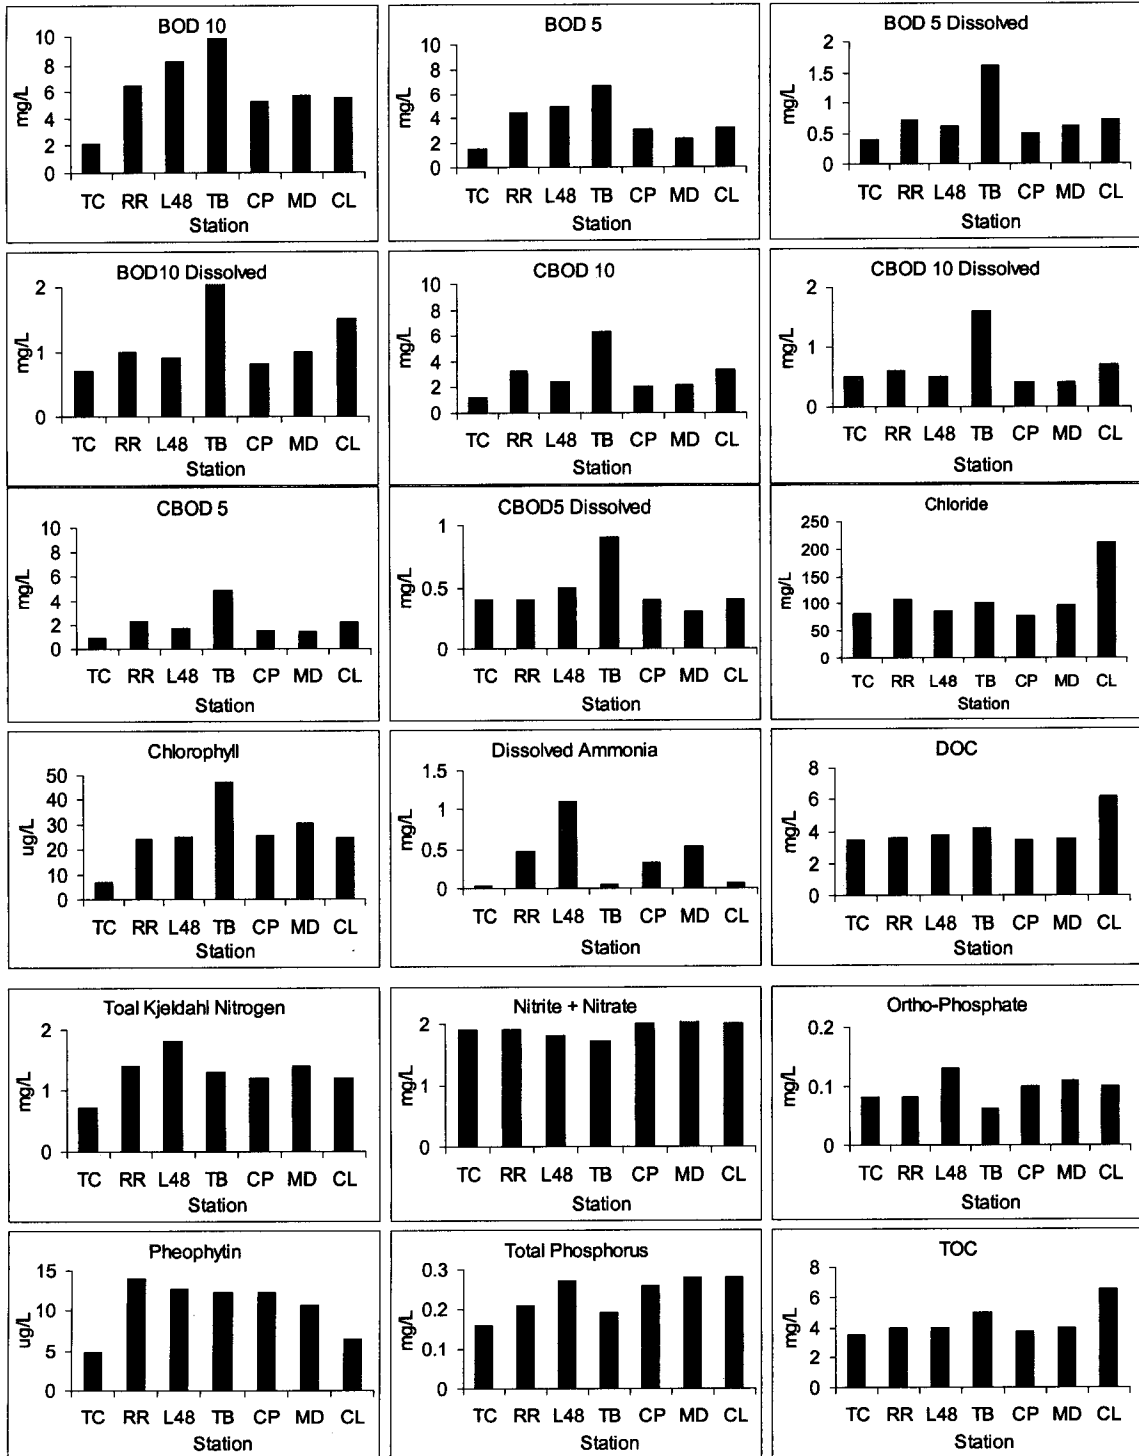 BOD 10
mg/L
10
8
6
4
2
0
TC RR L48 TB CP MD CL
Station
BOD 5
mg/L
10
8
6
4
2
0
TC RR L48 TB CP MD CL
Station
BOD 5 Dissolved
mg/L
2
1.5
1
0.5
0
TC RR L48 TB CP MD CL
Station
BOD10 Dissolved
mg/L
2
1
0
TC RR L48 TB CP MD CL
Station
CBOD 10
mg/L
10
8
6
4
2
0
TC RR L48 TB CP MD CL
Station
CBOD 10 Dissolved
mg/L
2
1.5
1
0.5
0
TC RR L48 TB CP MD CL
Station
CBOD 5
mg/L
10
8
6
4
2
0
TC RR L48 TB CP MD CL
Station
CBOD5 Dissolved
mg/L
1
0.5
0
TC RR L48 TB CP MD CL
Station
Chloride
mg/L
250
200
150
100
50
0
TC RR L48 TB CP MD CL
Station
Chlorophyll
ug/L
50
40
30
20
10
0
TC RR L48 TB CP MD CL
Station
Dissolved Ammonia
mg/L
1.5
1
0.5
0
TC RR L48 TB CP MD CL
Station
DOC
mg/L
8
6
4
2
0
TC RR L48 TB CP MD CL
Station
Toal Kjeldahl Nitrogen
mg/L
2
1
0
TC RR L48 TB CP MD CL
Station
Nitrite + Nitrate
mg/L
2
1
0
TC RR L48 TB CP MD CL
Station
Ortho-Phosphate
mg/L
0.2
0.1
0
TC RR L48 TB CP MD CL
Station
Pheophytin
ug/L
15
10
5
0
TC RR L48 TB CP MD CL
Station
Total Phosphorus
mg/L
0.3
0.2
0.1
0
TC RR L48 TB CP MD CL
Station
TOC
mg/L
8
6
4
2
0
TC RR L48 TB CP MD CL
Station